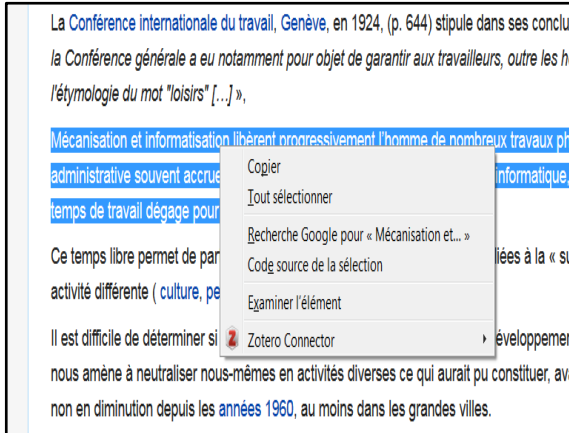 La Conférence internationale du travail, Genève, en 1924, (p. 644) stipule dans ses conclu
la Conférence générale a eu notamment pour objet de garantir aux travailleurs, outre les h
l'étymologie du mot "loisirs" […] »,
Mécanisation et informatisation libèrent progressivement l'homme de nombreux travaux ph
administrative souvent accrue
informatique,
temps de travail dégage pour
Copier
Tout sélectionner
Recherche Google pour « Mécanisation et... »
Code source de la sélection
Examiner l'élément
Zotero Connector
Ce temps libre permet de par
liées à la « su
activité différente ( culture, pe
Il est difficile de déterminer si
éveloppemen
nous amène à neutraliser nous-mêmes en activités diverses ce qui aurait pu constituer, ava
non en diminution depuis les années 1960, au moins dans les grandes villes.